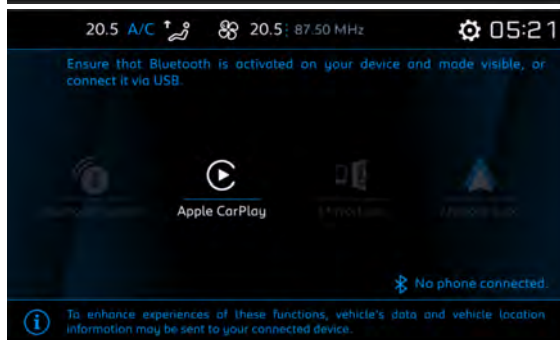 20.5 A/C 20.5 87.50 MHz 05:21
Ensure that Bluetooth is activated on your device and made visible, or
connect it via USB.
Apple CarPlay
No phone connected.
To enhance experiences of these functions, vehicle's data and vehicle location
information may be sent to your connected device.